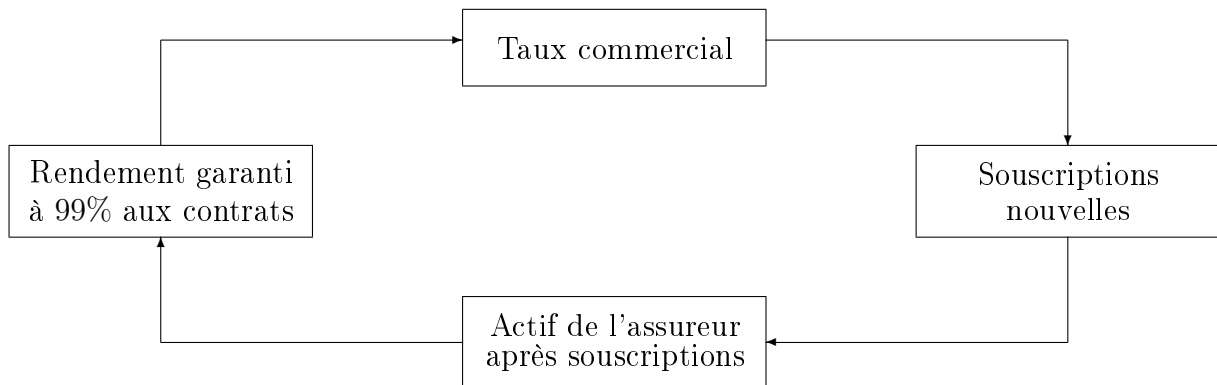 Taux commercial
Rendement garanti
à 99% aux contrats
Souscriptions
nouvelles
Actif de l'assureur
après souscriptions